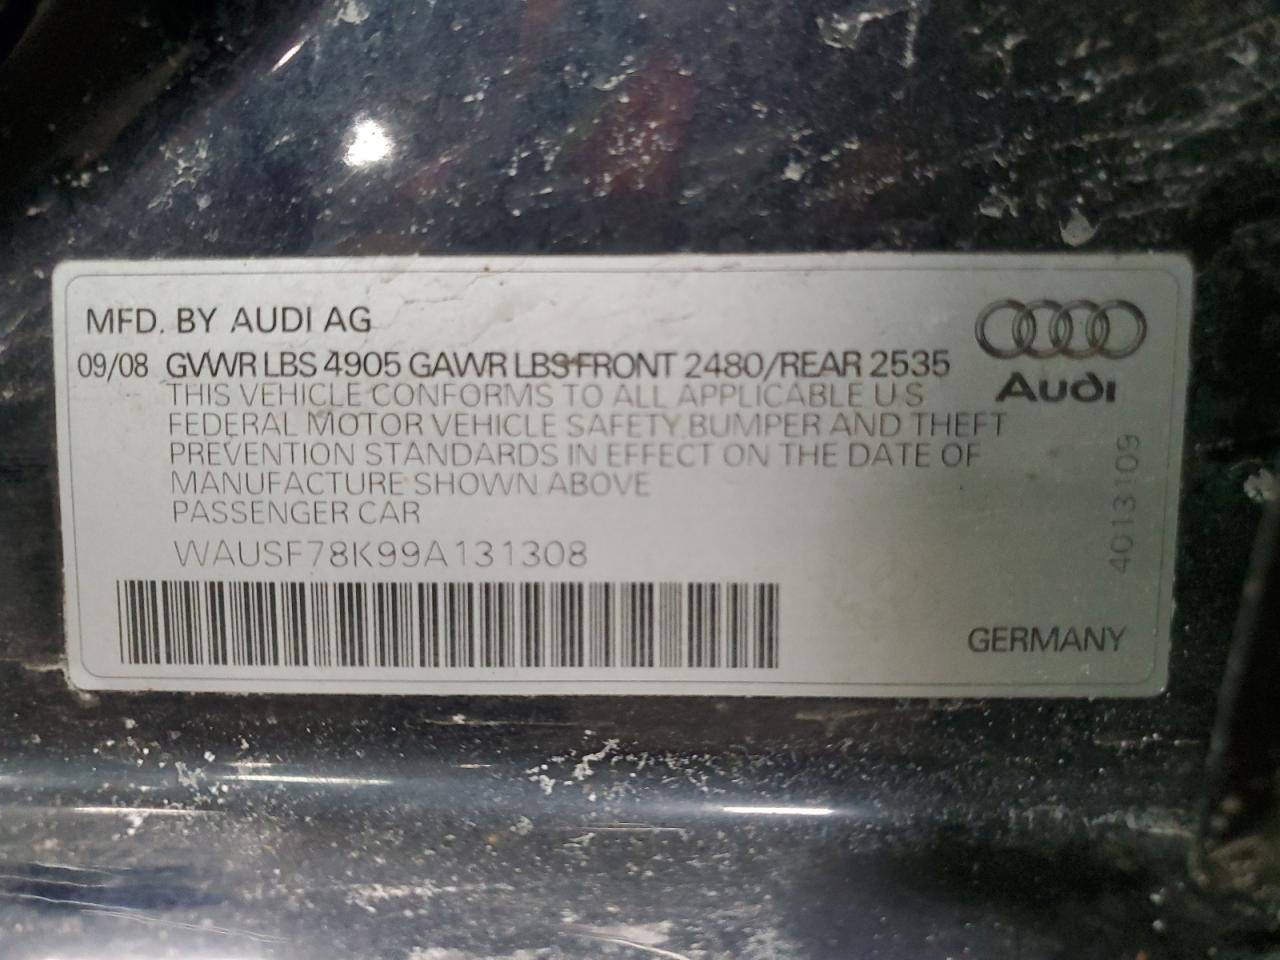 MFD. BY AUDI AG
09/08 GVWR LBS 4905 GAWR LBS FRONT 2480/REAR 2535
THIS VEHICLE CONFORMS TO ALL APPLICABLE U S
FEDERAL MOTOR VEHICLE SAFETY BUMPER AND THEFT
PREVENTION STANDARDS IN EFFECT ON THE DATE OF
MANUFACTURE SHOWN ABOVE
PASSENGER CAR
WAUSF78K99A131308
Audi
4013109
GERMANY